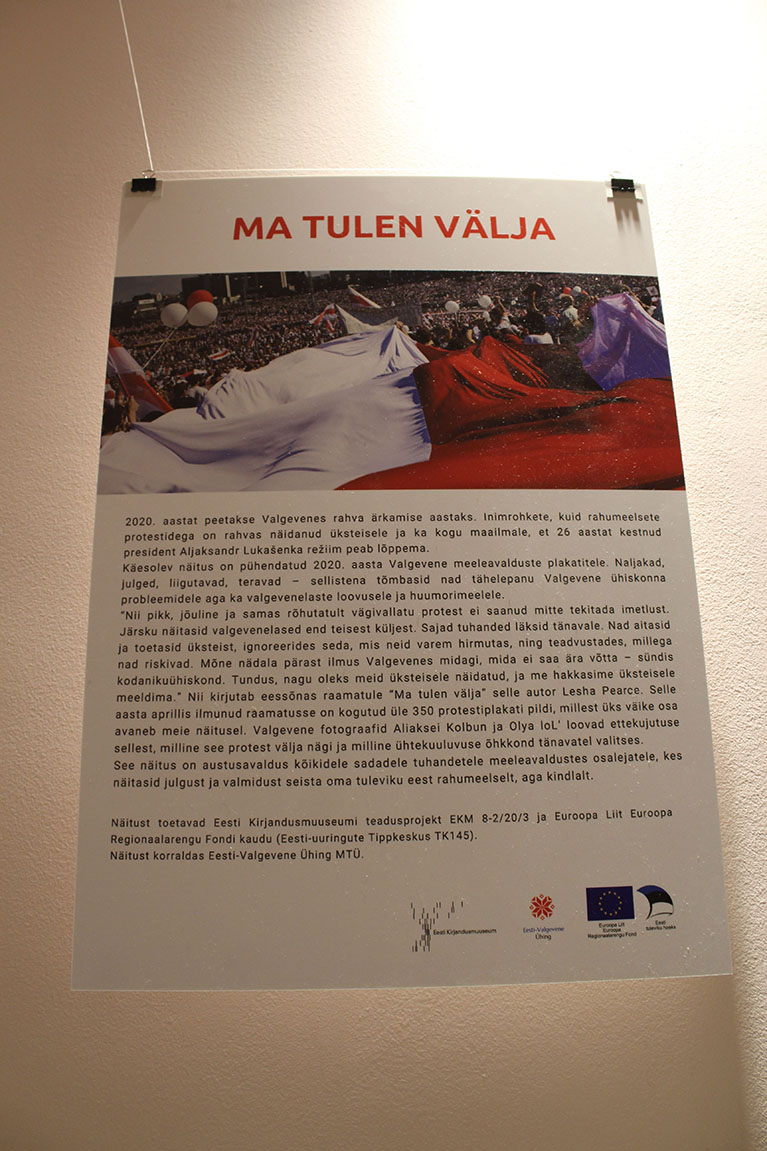 MA TULEN VÄLJA
2020. aastat peetakse Valgevenes rahva ärkamise aastaks. Inimrohkete, kuid rahumeelsete
protestidega on rahvas näidanud üksteisele ja ka kogu maailmale, et 26 aastat kestnud
president Aljaksandr Lukašenka režiim peab lõppema.
Käesolev näitus on pühendatud 2020. aasta Valgevene meeleavalduste plakatitele. Naljakad,
julged, liigutavad, teravad – sellistena tõmbasid nad tähelepanu Valgevene ühiskonna
probleemidele aga ka valgevenelaste loovusele ja huumorimeelele.
“Nii pikk, jõuline ja samas rõhutatult vägivallatu protest ei saanud mitte tekitada imetlust.
Järsku näitasid valgevenelased end teisest küljest. Sajad tuhanded läksid tänavale. Nad aitasid
ja toetasid üksteist, ignoreerides seda, mis neid varem hirmutas, ning teadvustades, millega
nad riskivad. Mõne nädala pärast ilmus Valgevenes midagi, mida ei saa ära võtta – sündis
kodanikuühiskond. Tundus, nagu oleks meid üksteisele näidatud, ja me hakkasime üksteisele
meeldima.” Nii kirjutab eessõnas raamatule “Ma tulen välja” selle autor Lesha Pearce. Selle
aasta aprillis ilmunud raamatusse on kogutud üle 350 protestiplakati pildi, millest üks väike osa
avaneb meie näitusel. Valgevene fotograafid Aliaksei Kolbun ja Olya IoL’ loovad ettekujutuse
sellest, milline see protest välja nägi ja milline ühtekuuluvuse õhkkond tänavatel valitses.
See näitus on austusavaldus kõikidele sadadele tuhandetele meeleavaldustes osalejatele, kes
näitasid julgust ja valmidust seista oma tuleviku eest rahumeelselt, aga kindlalt.
Näitust toetavad Eesti Kirjandusmuuseumi teadusprojekt EKM 8-2/20/3 ja Euroopa Liit Euroopa
Regionaalarengu Fondi kaudu (Eesti-uuringute Tippkeskus TK145).
Näitust korraldas Eesti-Valgevene Ühing MTÜ.
Eesti Kirjandusmuuseum
Eesti-Valgevene
Ühing
Euroopa Liit
Euroopa
Regionaalarengu Fond
Eesti
tuleviku heaks